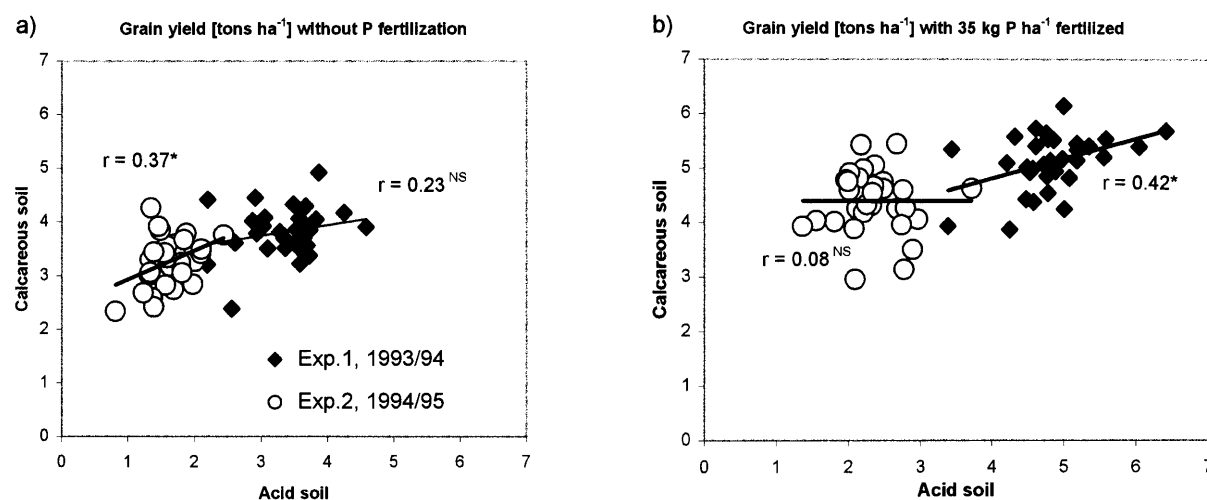 a)
Grain yield [tons ha⁻¹] without P fertilization
Calcareous soil
7
6
5
4
3
2
1
0
r = 0.37*
r = 0.23 NS
Exp.1, 1993/94
Exp.2, 1994/95
0 1 2 3 4 5 6 7
Acid soil
b)
Grain yield [tons ha⁻¹] with 35 kg P ha⁻¹ fertilized
Calcareous soil
7
6
5
4
3
2
1
0
r = 0.42*
r = 0.08 NS
0 1 2 3 4 5 6 7
Acid soil